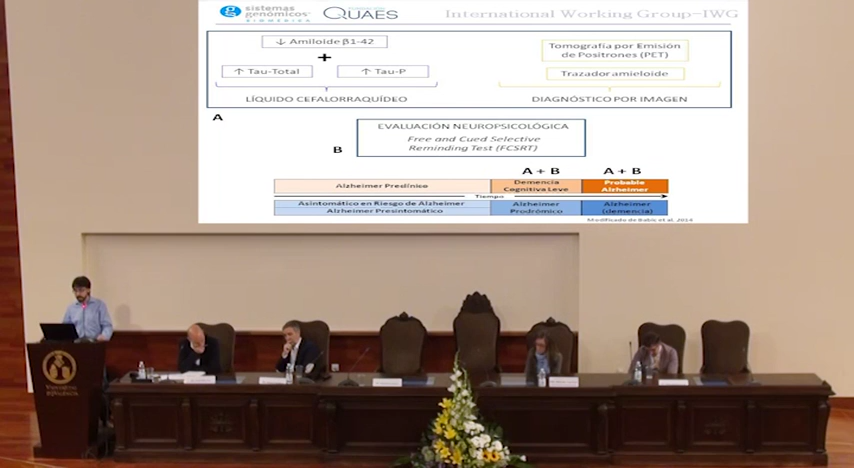 sistemas
genómicos
BIOMEDICA
QUAES
International Working Group-IWG
↓ Amiloide β1-42
+
↑ Tau-Total
↑ Tau-P
LÍQUIDO CEFALORRAQUÍDEO
Tomografía por Emisión
de Positrones (PET)
Trazador amieloide
DIAGNÓSTICO POR IMAGEN
A
EVALUACIÓN NEUROPSICOLÓGICA
Free and Cued Selective
Reminding Test (FCSRT)
B
A + B
A + B
Alzheimer Preclínico
Demencia
Cognitiva Leve
Probable
Alzheimer
Tiempo
Asintomático en Riesgo de Alzheimer
Alzheimer Presintomático
Alzheimer
Prodrómico
Alzheimer
(demencia)
Modificado de Babic et al, 2014